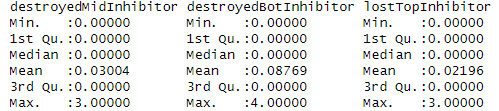 destroyedMidInhibitor destroyedBotInhibitor lostTopInhibitor
Min.   :0.00000 Min.   :0.00000 Min.   :0.00000
1st Qu.:0.00000 1st Qu.:0.00000 1st Qu.:0.00000
Median :0.00000 Median :0.00000 Median :0.00000
Mean   :0.03004 Mean   :0.08769 Mean   :0.02196
3rd Qu.:0.00000 3rd Qu.:0.00000 3rd Qu.:0.00000
Max.   :3.00000 Max.   :4.00000 Max.   :3.00000